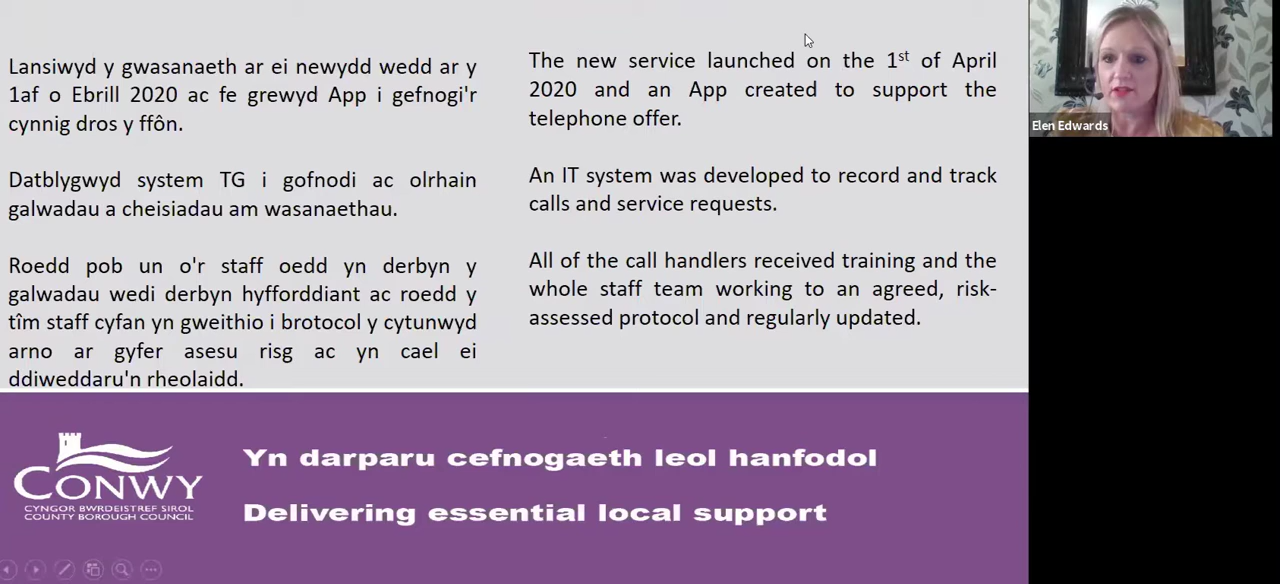 Lansiwyd y gwasanaeth ar ei newydd wedd ar y
1af o Ebrill 2020 ac fe grewyd App i gefnogi'r
cynnig dros y ffôn.
Datblygwyd system TG i gofnodi ac olrhain
galwadau a cheisiadau am wasanaethau.
Roedd pob un o'r staff oedd yn derbyn y
galwadau wedi derbyn hyfforddiant ac roedd y
tîm staff cyfan yn gweithio i brotocol y cytunwyd
arno ar gyfer asesu risg ac yn cael ei
ddiweddaru'n rheolaidd.
The new service launched on the 1st of April
2020 and an App created to support the
telephone offer.
An IT system was developed to record and track
calls and service requests.
All of the call handlers received training and the
whole staff team working to an agreed, risk-
assessed protocol and regularly updated.
Elen Edwards
CONWY
CYNGOR BWRDEISTREF SIROL
COUNTY BOROUGH COUNCIL
Yn darparu cefnogaeth leol hanfodol
Delivering essential local support